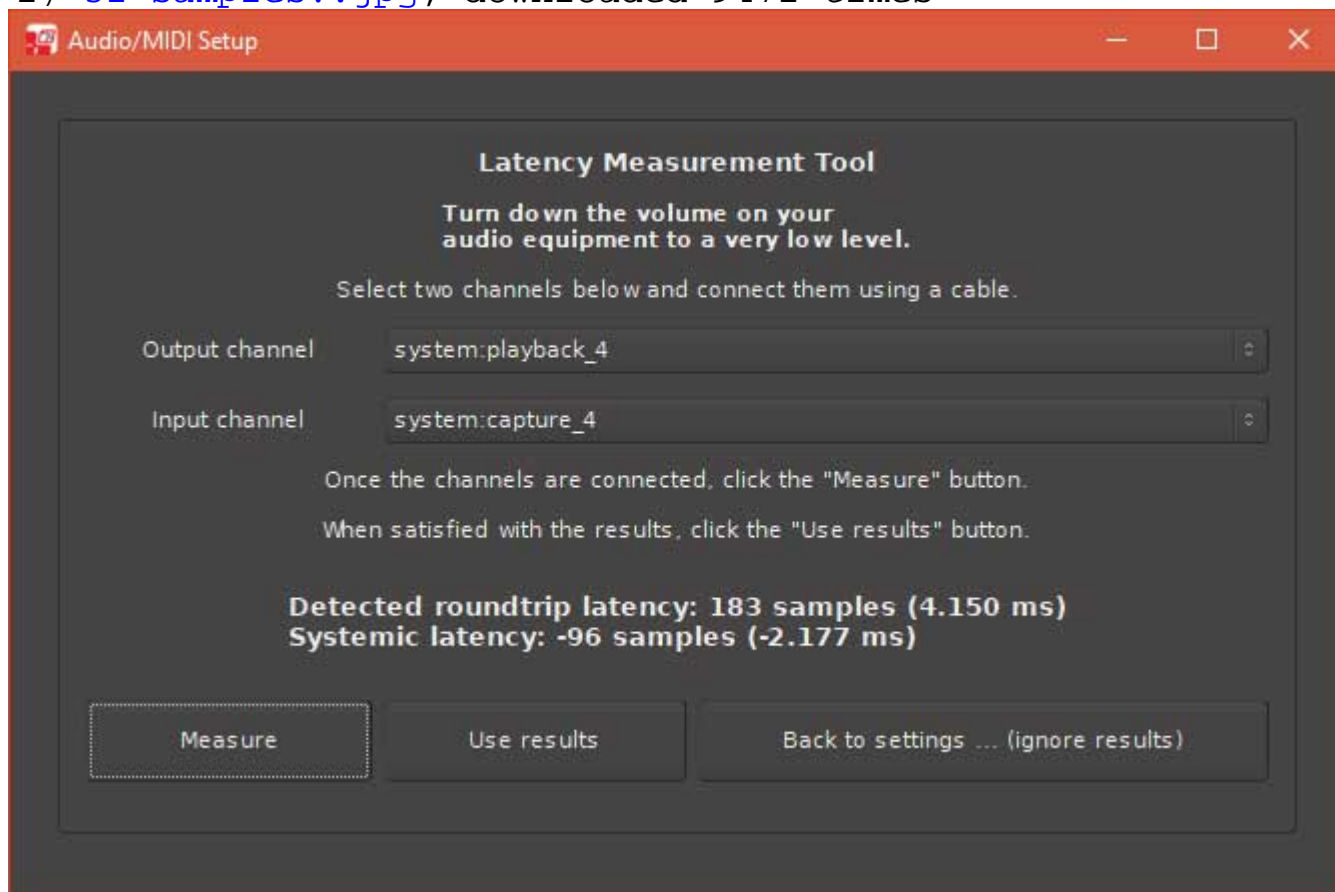 Audio/MIDI Setup
Latency Measurement Tool
Turn down the volume on your
audio equipment to a very low level.
Select two channels below and connect them using a cable.
Output channel system:playback_4
Input channel system:capture_4
Once the channels are connected, click the "Measure" button.
When satisfied with the results, click the "Use results" button.
Detected roundtrip latency: 183 samples (4.150 ms)
Systemic latency: -96 samples (-2.177 ms)
Measure Use results Back to settings ... (ignore results)